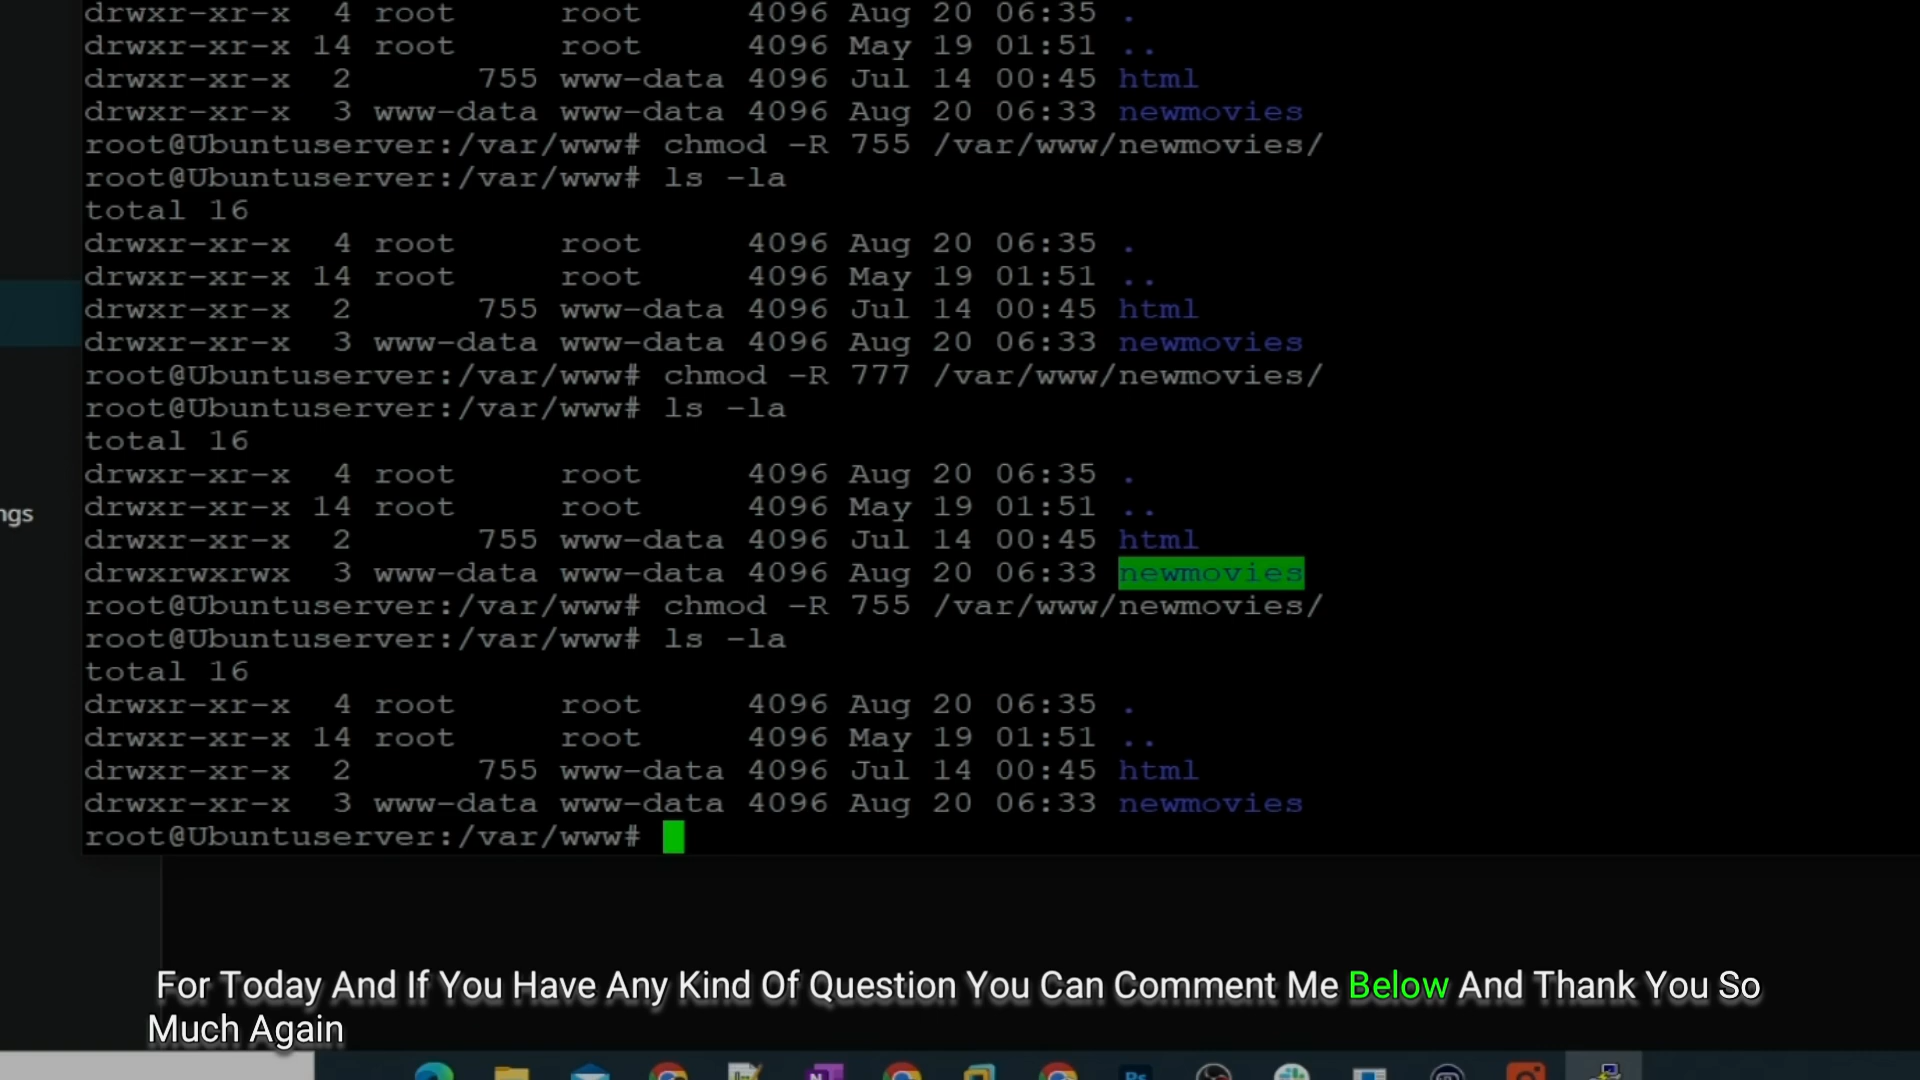 drwxr-xr-x 4 root root 4096 Aug 20 06:35 .
drwxr-xr-x 14 root root 4096 May 19 01:51 ..
drwxr-xr-x 2 755 www-data 4096 Jul 14 00:45 html
drwxr-xr-x 3 www-data www-data 4096 Aug 20 06:33 newmovies
root@Ubuntuserver:/var/www# chmod -R 755 /var/www/newmovies/
root@Ubuntuserver:/var/www# ls -la
total 16
drwxr-xr-x 4 root root 4096 Aug 20 06:35 .
drwxr-xr-x 14 root root 4096 May 19 01:51 ..
drwxr-xr-x 2 755 www-data 4096 Jul 14 00:45 html
drwxr-xr-x 3 www-data www-data 4096 Aug 20 06:33 newmovies
root@Ubuntuserver:/var/www# chmod -R 777 /var/www/newmovies/
root@Ubuntuserver:/var/www# ls -la
total 16
drwxr-xr-x 4 root root 4096 Aug 20 06:35 .
drwxr-xr-x 14 root root 4096 May 19 01:51 ..
ngs
drwxr-xr-x 2 755 www-data 4096 Jul 14 00:45 html
drwxrwxrwx 3 www-data www-data 4096 Aug 20 06:33 newmovies
root@Ubuntuserver:/var/www# chmod -R 755 /var/www/newmovies/
root@Ubuntuserver:/var/www# ls -la
total 16
drwxr-xr-x 4 root root 4096 Aug 20 06:35 .
drwxr-xr-x 14 root root 4096 May 19 01:51 ..
drwxr-xr-x 2 755 www-data 4096 Jul 14 00:45 html
drwxr-xr-x 3 www-data www-data 4096 Aug 20 06:33 newmovies
root@Ubuntuserver:/var/www#
For Today And If You Have Any Kind Of Question You Can Comment Me Below And Thank You So
Much Again
N
Ps